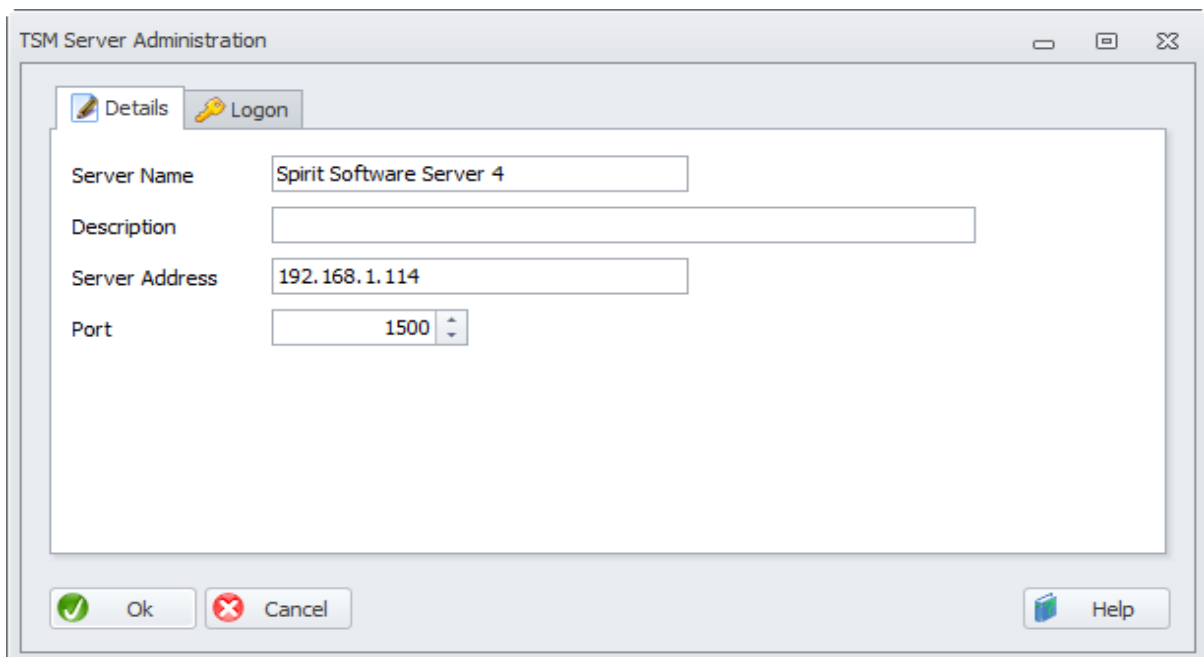 TSM Server Administration
Details Logon
Server Name Spirit Software Server 4
Description
Server Address 192.168.1.114
Port 1500
Ok Cancel Help